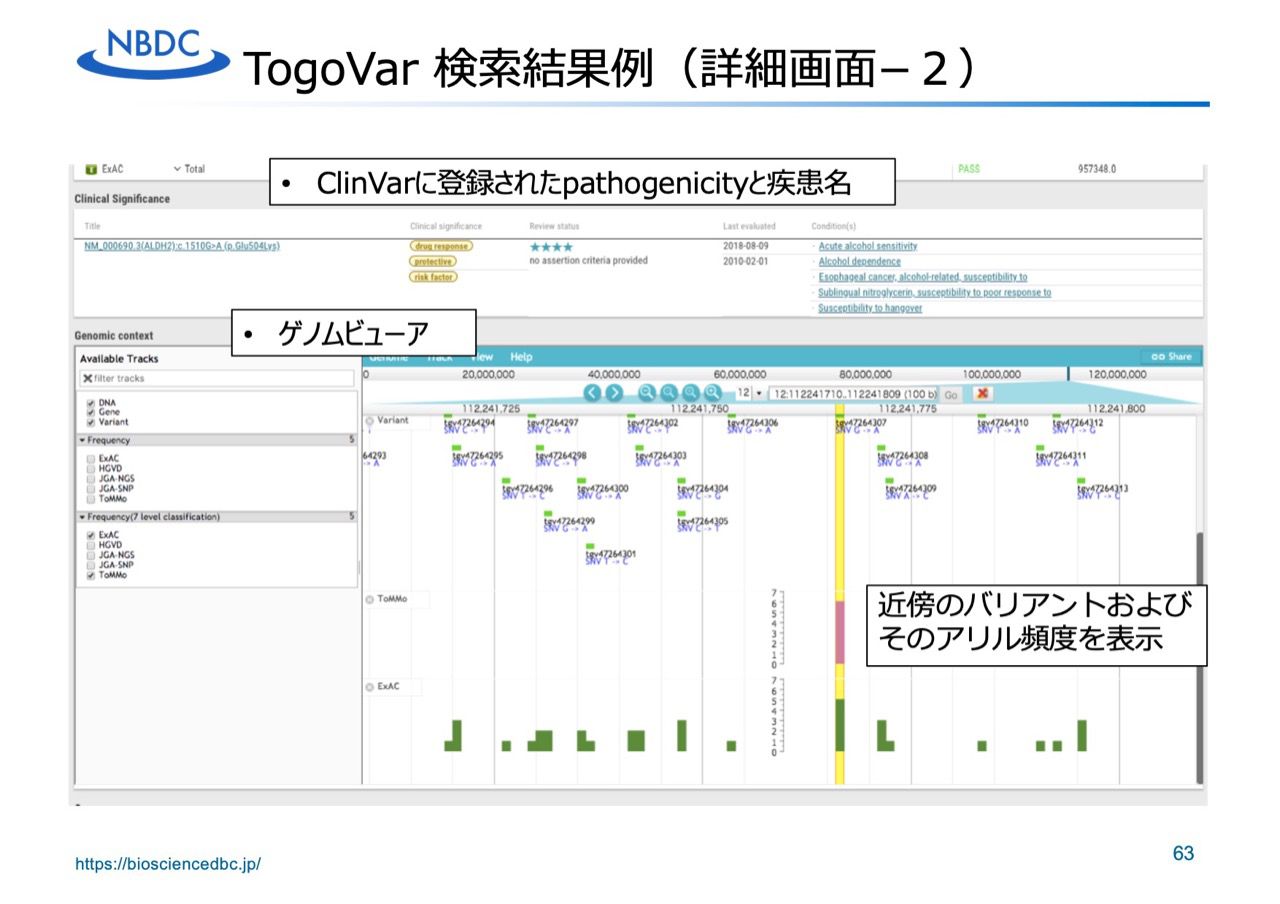 NBDC
TogoVar 検索結果例（詳細画面－２）
ExAC Total PASS 957348.0
• ClinVarに登録されたpathogenicityと疾患名
Clinical Significance
Title Clinical significance Review status Last evaluated Condition(s)
NM_000690.3(ALDH2):c.1510G>A (p.Glu504Lys) drug response ★★★★ 2018-08-09 Acute alcohol sensitivity
protective no assertion criteria provided 2010-02-01 Alcohol dependence
risk factor Esophageal cancer, alcohol-related, susceptibility to
Sublingual nitroglycerin, susceptibility to poor response to
Susceptibility to hangover
• ゲノムビューア
Genomic context
Available Tracks
Genome Track View Help Share
filter tracks
0 20,000,000 40,000,000 60,000,000 80,000,000 100,000,000 120,000,000
12 12:112241710..112241809 (100 b) Go
112,241,725 112,241,750 112,241,775 112,241,800
DNA
Gene
Variant
Frequency 5
ExAC
HGVD
JGA-NGS
JGA-SNP
ToMMo
Frequency(7 level classification) 5
ExAC
HGVD
JGA-NGS
JGA-SNP
ToMMo
Variant
tgv47264294 tgv47264297 tgv47264302 tgv47264306 tgv47264307 tgv47264310 tgv47264312
SNV C -> T SNV C -> A SNV C -> T SNV G -> A SNV G -> A SNV T -> A SNV T -> G
64293 tgv47264295 tgv47264298 tgv47264303 tgv47264308 tgv47264311
-> A SNV G -> A SNV C -> T SNV G -> A SNV G -> A SNV C -> A
tgv47264296 tgv47264300 tgv47264304 tgv47264309 tgv47264313
SNV T -> C SNV G -> A SNV C -> G SNV A -> C SNV T -> C
tgv47264299 tgv47264305
SNV G -> A SNV C -> T
tgv47264301
SNV T -> C
ToMMo
7
6
5
4
3
2
1
0
近傍のバリアントおよび
そのアリル頻度を表示
ExAC
7
6
5
4
3
2
1
0
https://biosciencedbc.jp/
63